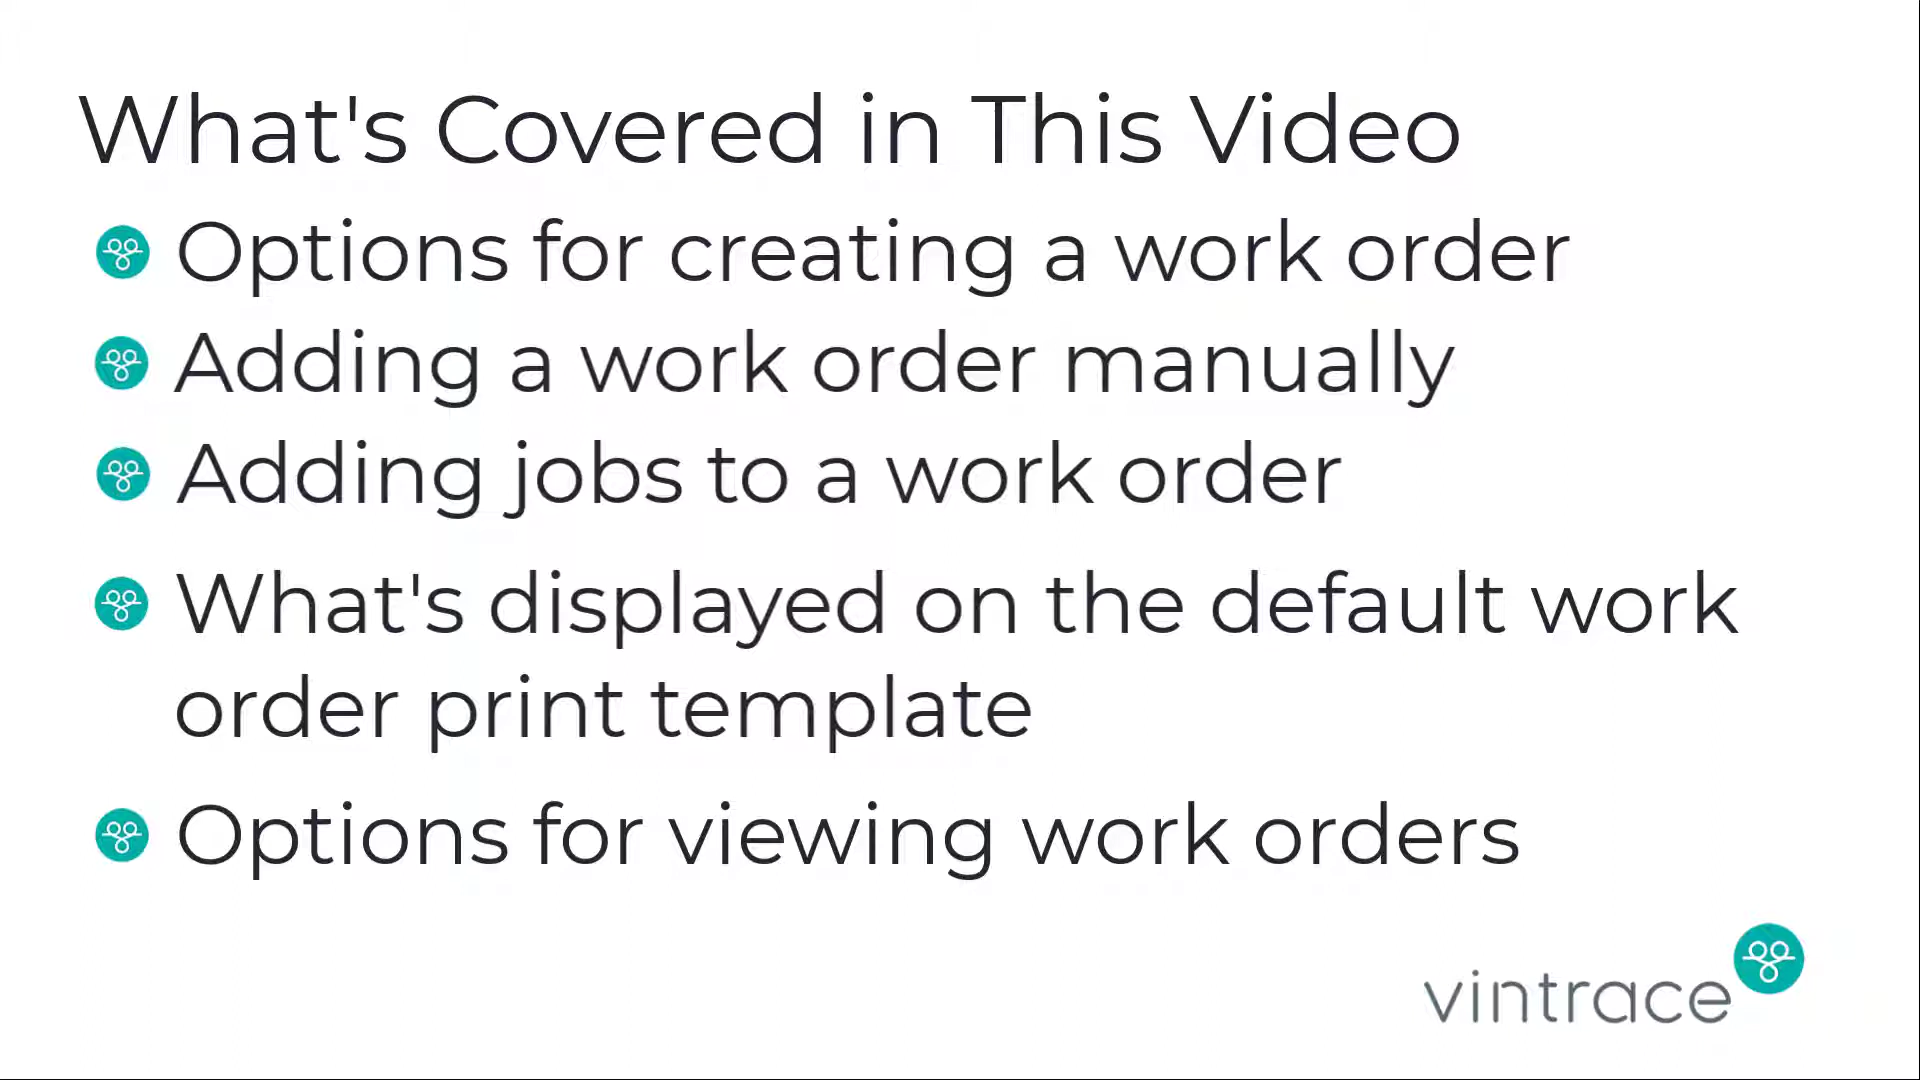 What's Covered in This Video
Options for creating a work order
Adding a work order manually
Adding jobs to a work order
What's displayed on the default work
order print template
Options for viewing work orders
vintrace